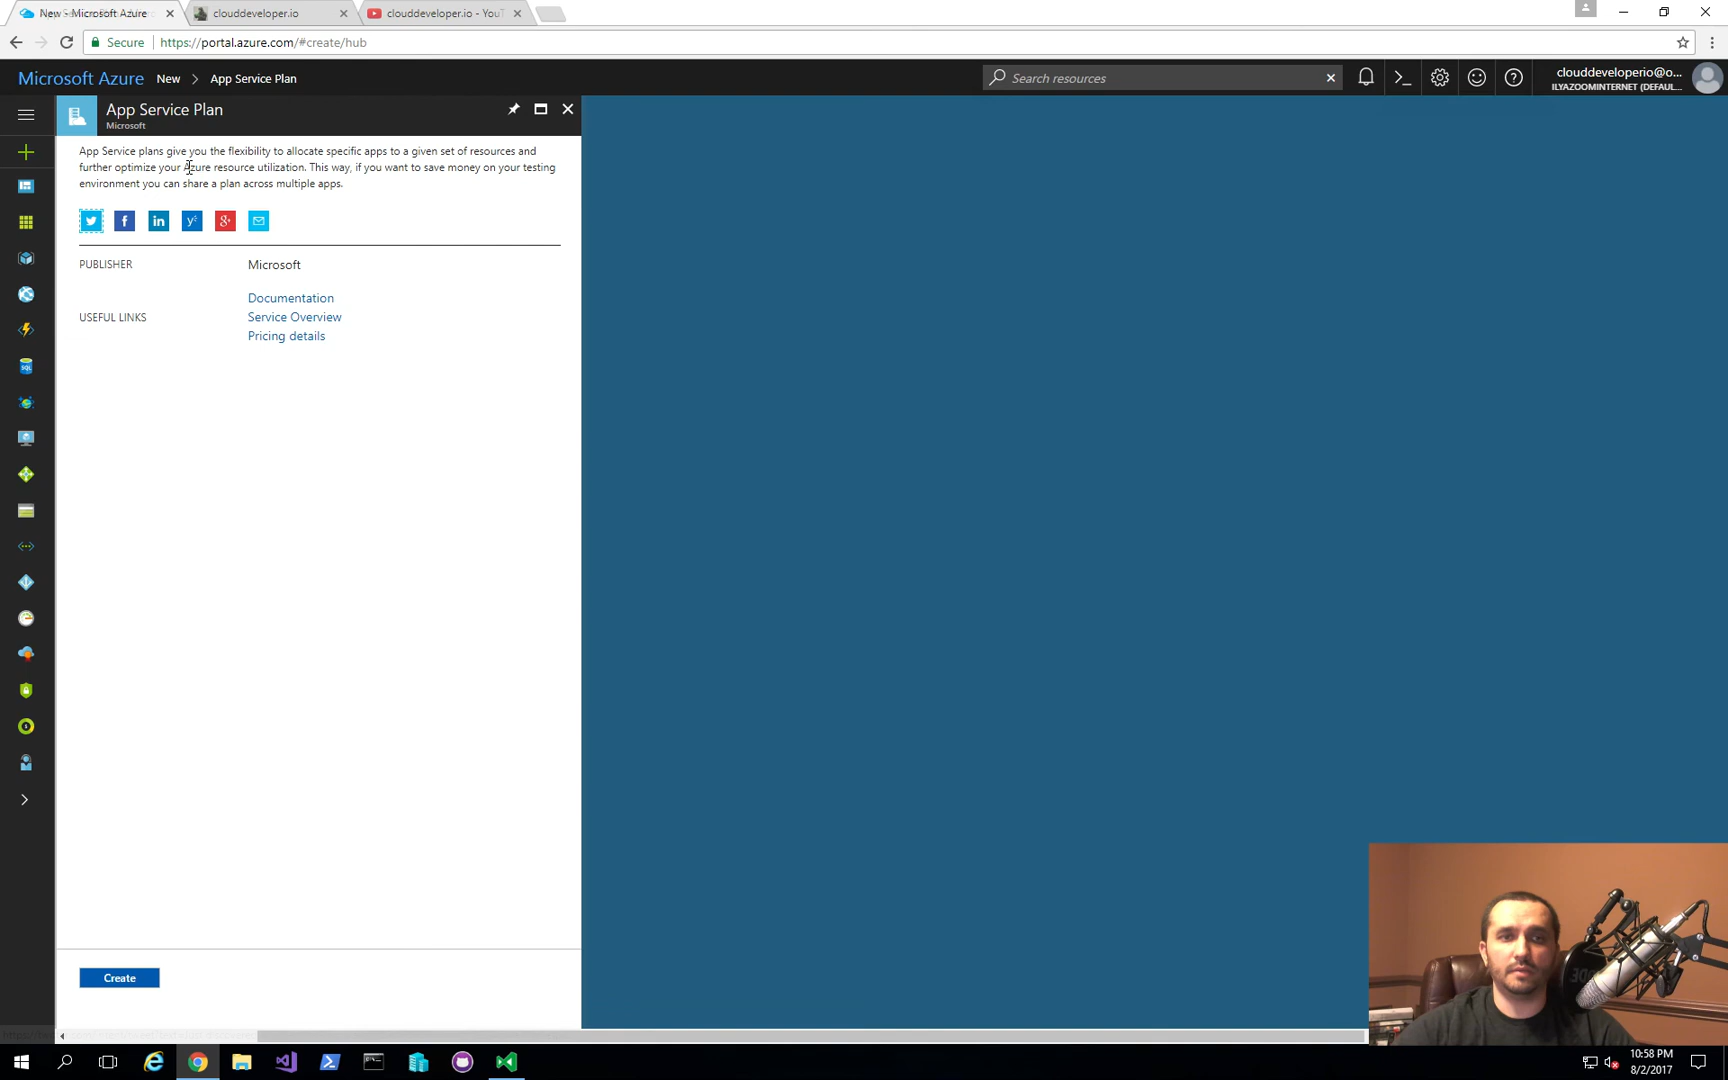 New - Microsoft Azure
clouddeveloper.io
clouddeveloper.io - YouT
Secure
https://portal.azure.com/#create/hub
Microsoft Azure
New
App Service Plan
Search resources
clouddeveloperio@o...
ILYAZOOMINTERNET (DEFAUL...
App Service Plan
Microsoft
App Service plans give you the flexibility to allocate specific apps to a given set of resources and
further optimize your Azure resource utilization. This way, if you want to save money on your testing
environment you can share a plan across multiple apps.
PUBLISHER
Microsoft
Documentation
USEFUL LINKS
Service Overview
Pricing details
Create
10:58 PM
8/2/2017